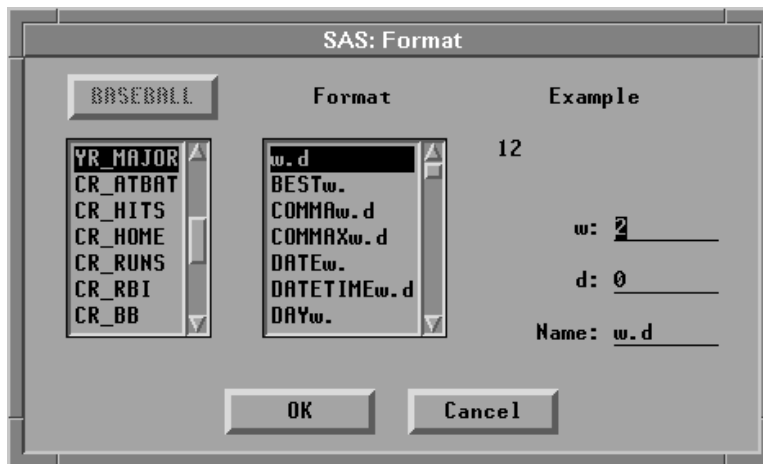 SAS: Format
BASEBALL
Format
Example
YR_MAJOR
CR_ATBAT
CR_HITS
CR_HOME
CR_RUNS
CR_RBI
CR_BB
w.d
BESTw.
COMMAw.d
COMMAXw.d
DATEw.
DATETIMEw.d
DAYw.
12
w: 2
d: 0
Name: w.d
OK
Cancel